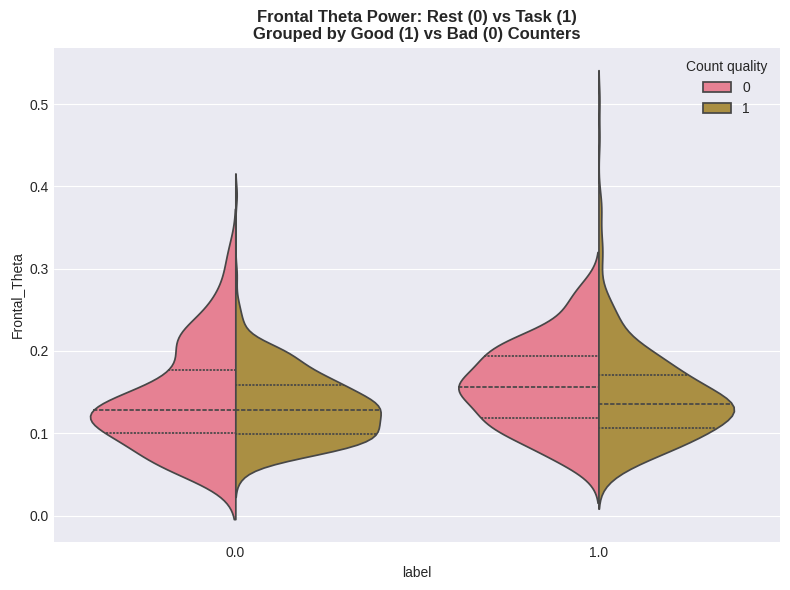 Frontal Theta Power: Rest (0) vs Task (1)
Grouped by Good (1) vs Bad (0) Counters
Count quality
0
1
0.5
0.4
0.3
0.2
0.1
0.0
Frontal_Theta
0.0
1.0
label